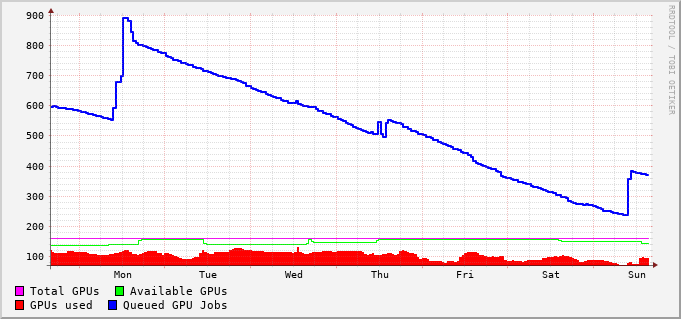 900
800
700
600
500
400
300
200
100
Mon Tue Wed Thu Fri Sat Sun
Total GPUs Available GPUs
GPUs used Queued GPU Jobs
RRDTOOL / TOBI OETIKER